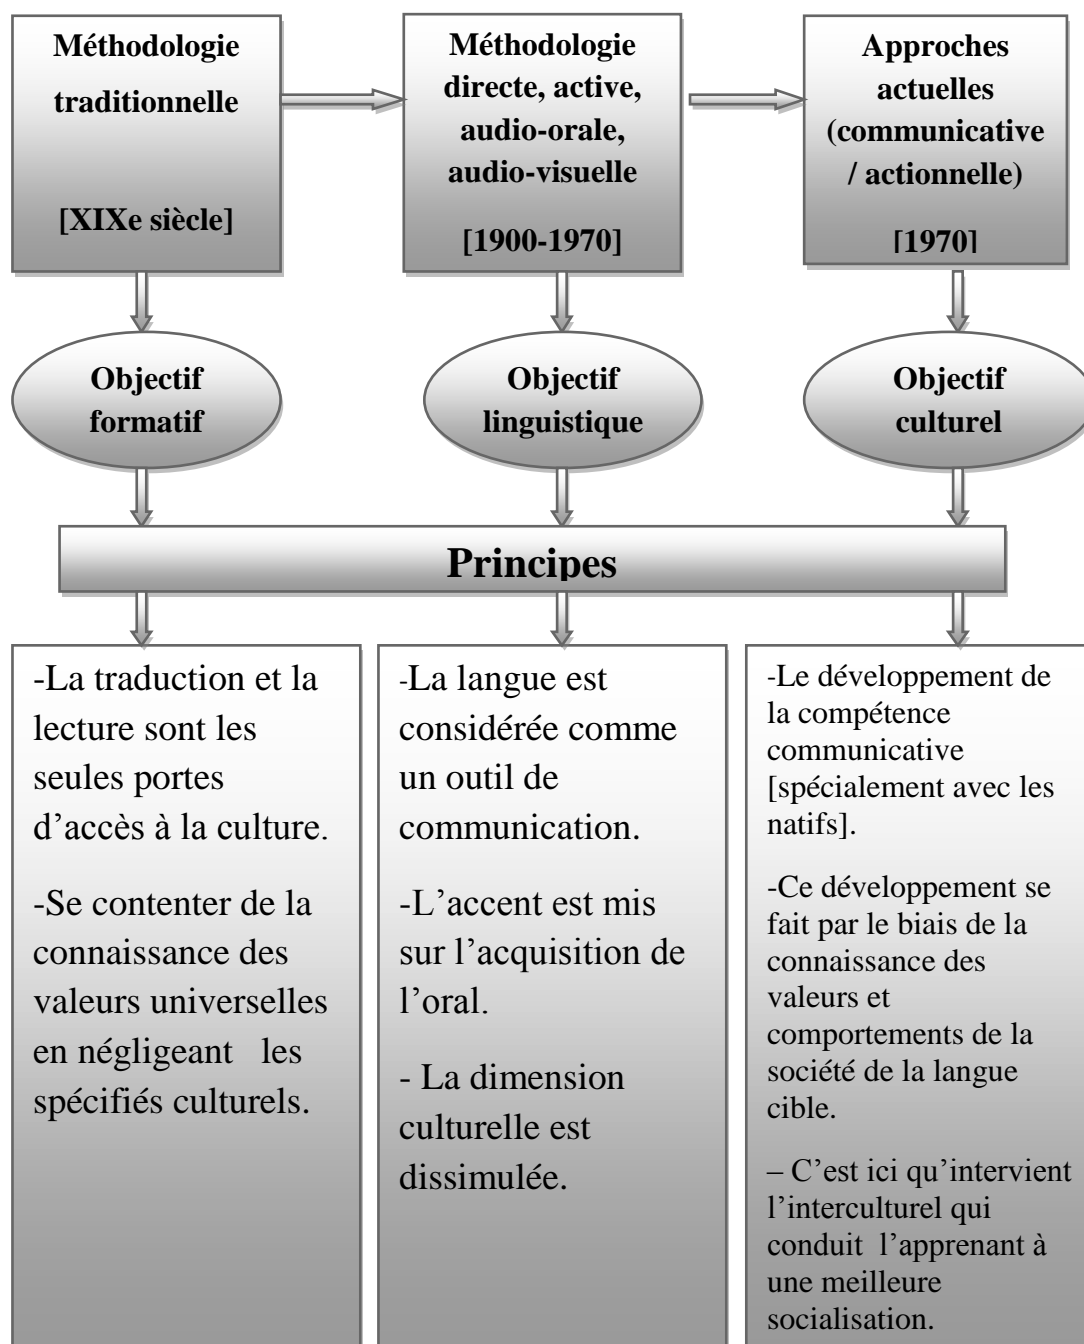 Méthodologie
traditionnelle
[XIXe siècle]
Méthodologie
directe, active,
audio-orale,
audio-visuelle
[1900-1970]
Approches
actuelles
(communicative
/ actionnelle)
[1970]
Objectif
formatif
Objectif
linguistique
Objectif
culturel
Principes
-La traduction et la
lecture sont les
seules portes
d’accès à la culture.
-Se contenter de la
connaissance des
valeurs universelles
en négligeant les
spécifiés culturels.
-La langue est
considérée comme
un outil de
communication.
-L’accent est mis
sur l’acquisition de
l’oral.
- La dimension
culturelle est
dissimulée.
-Le développement de
la compétence
communicative
[spécialement avec les
natifs].
-Ce développement se
fait par le biais de la
connaissance des
valeurs et
comportements de la
société de la langue
cible.
– C’est ici qu’intervient
l’interculturel qui
conduit l’apprenant à
une meilleure
socialisation.